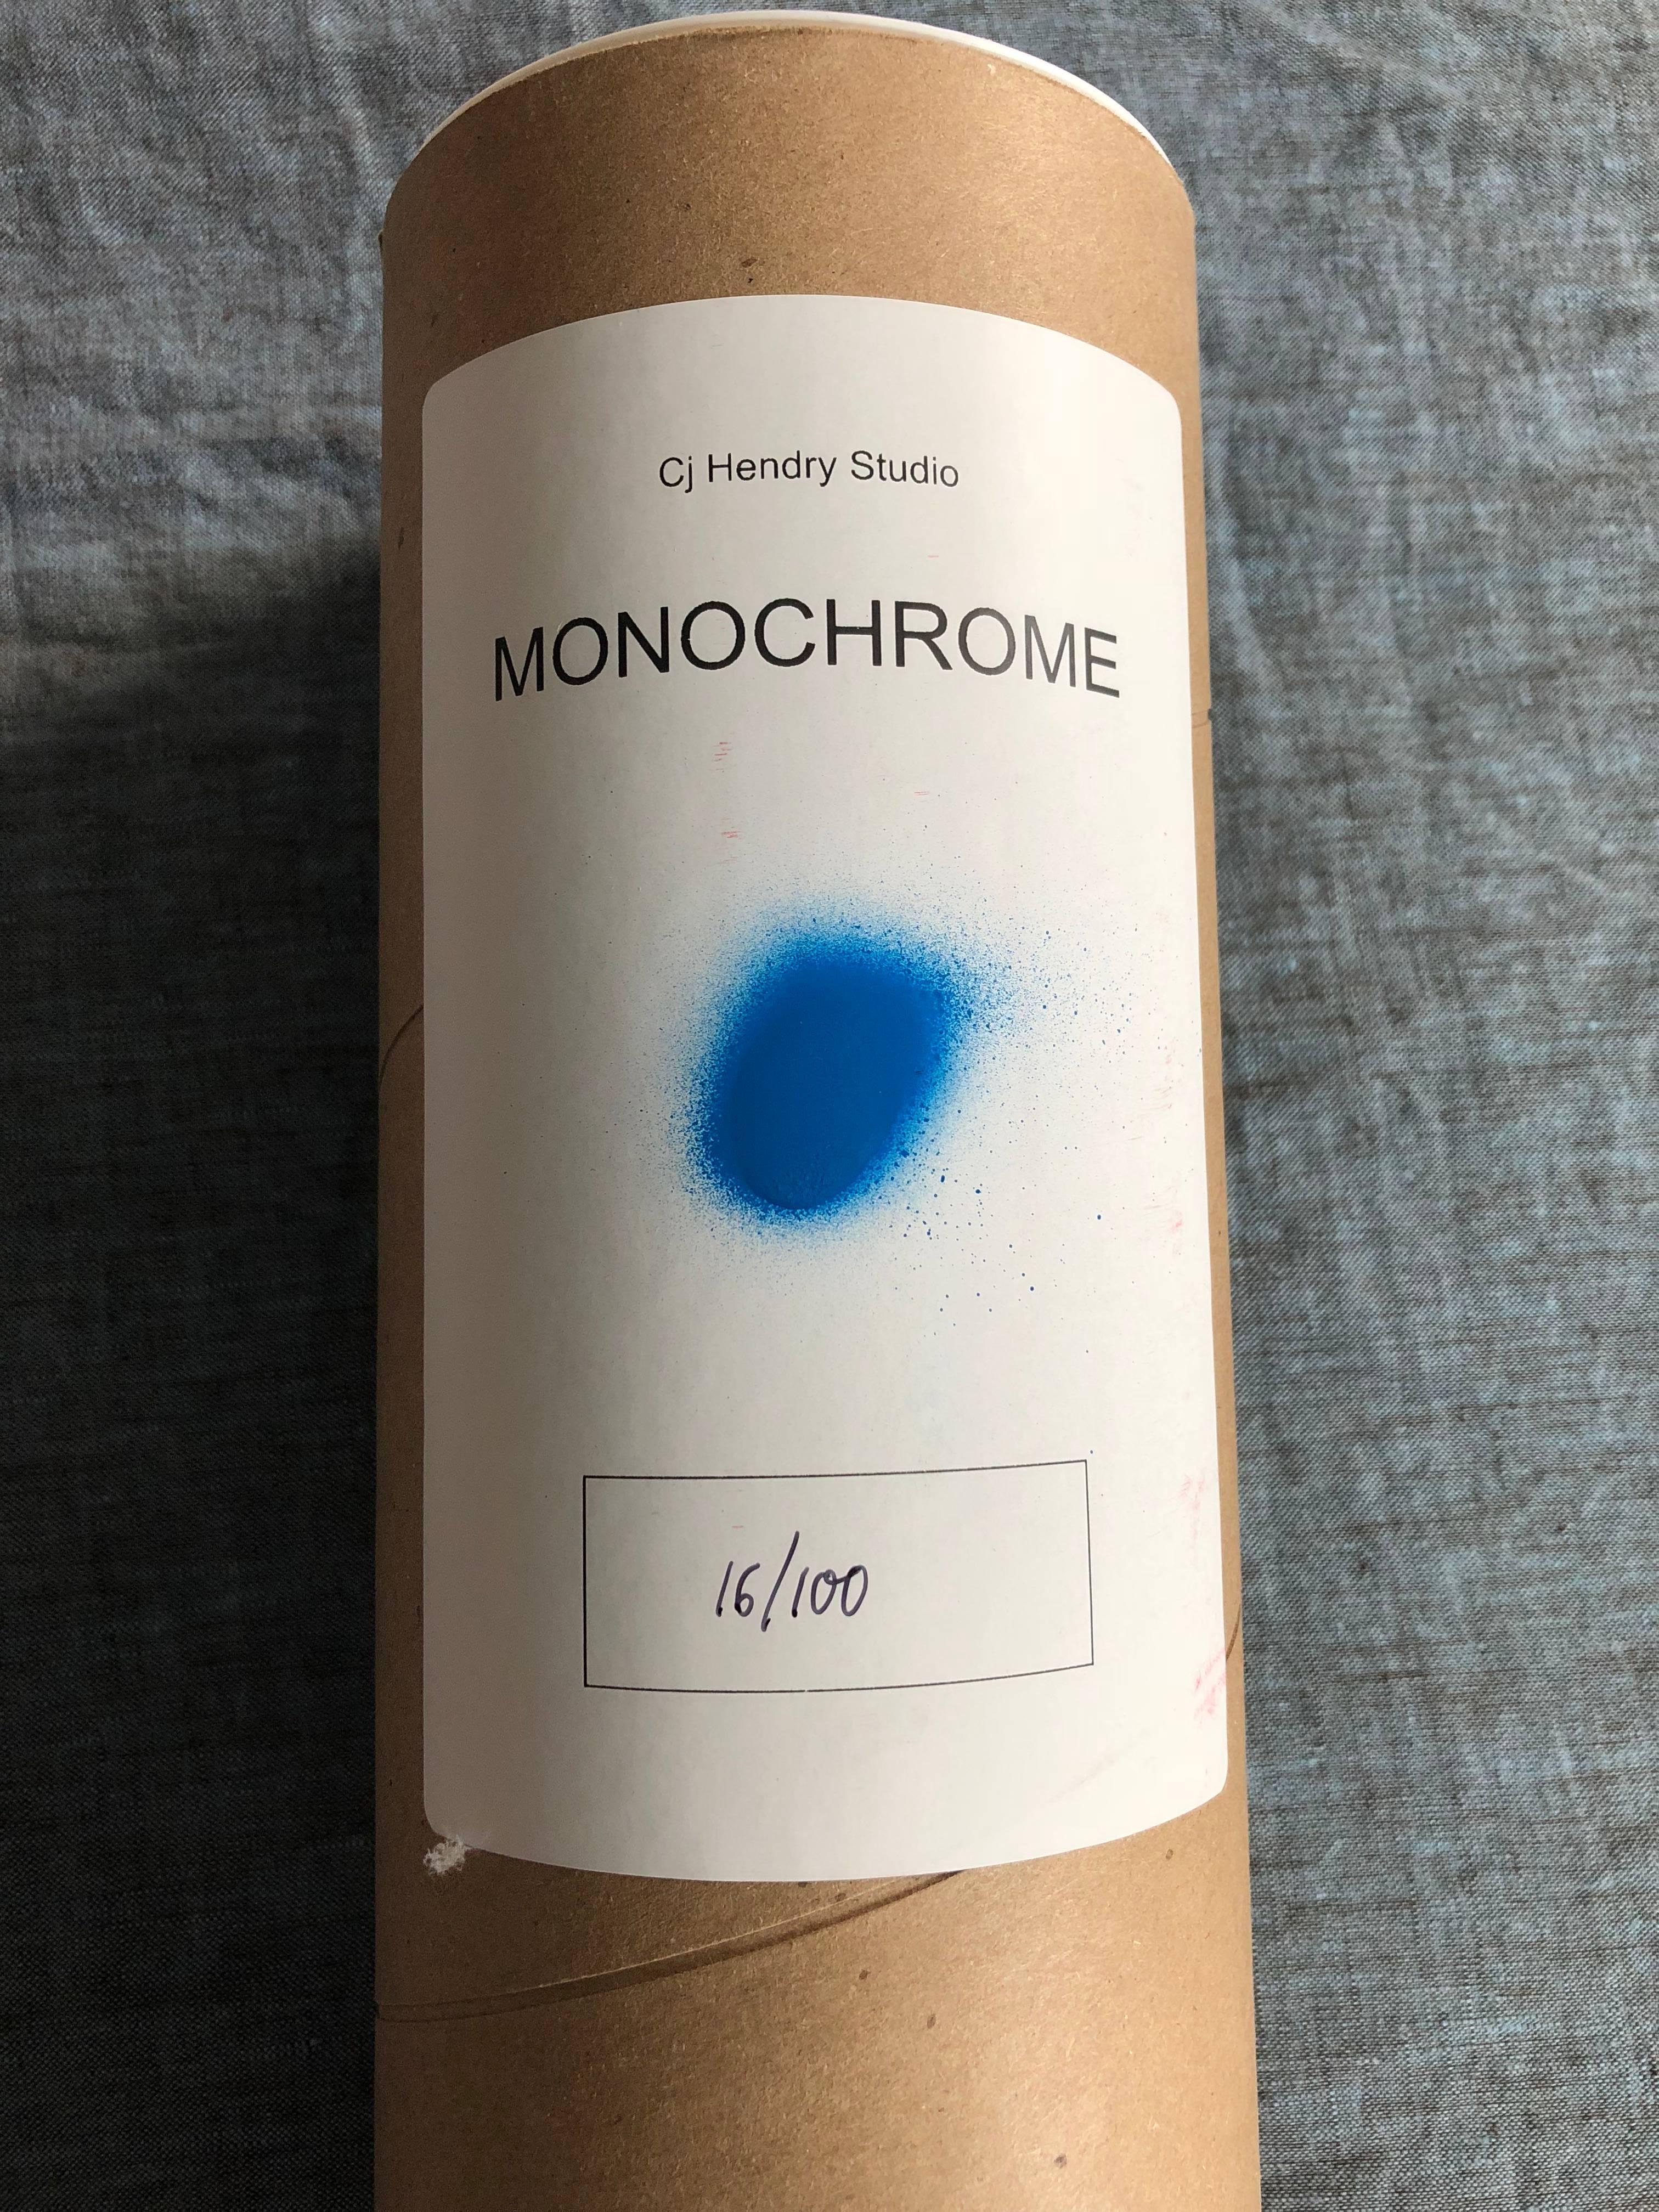 Cj Hendry Studio
MONOCHROME
16/100